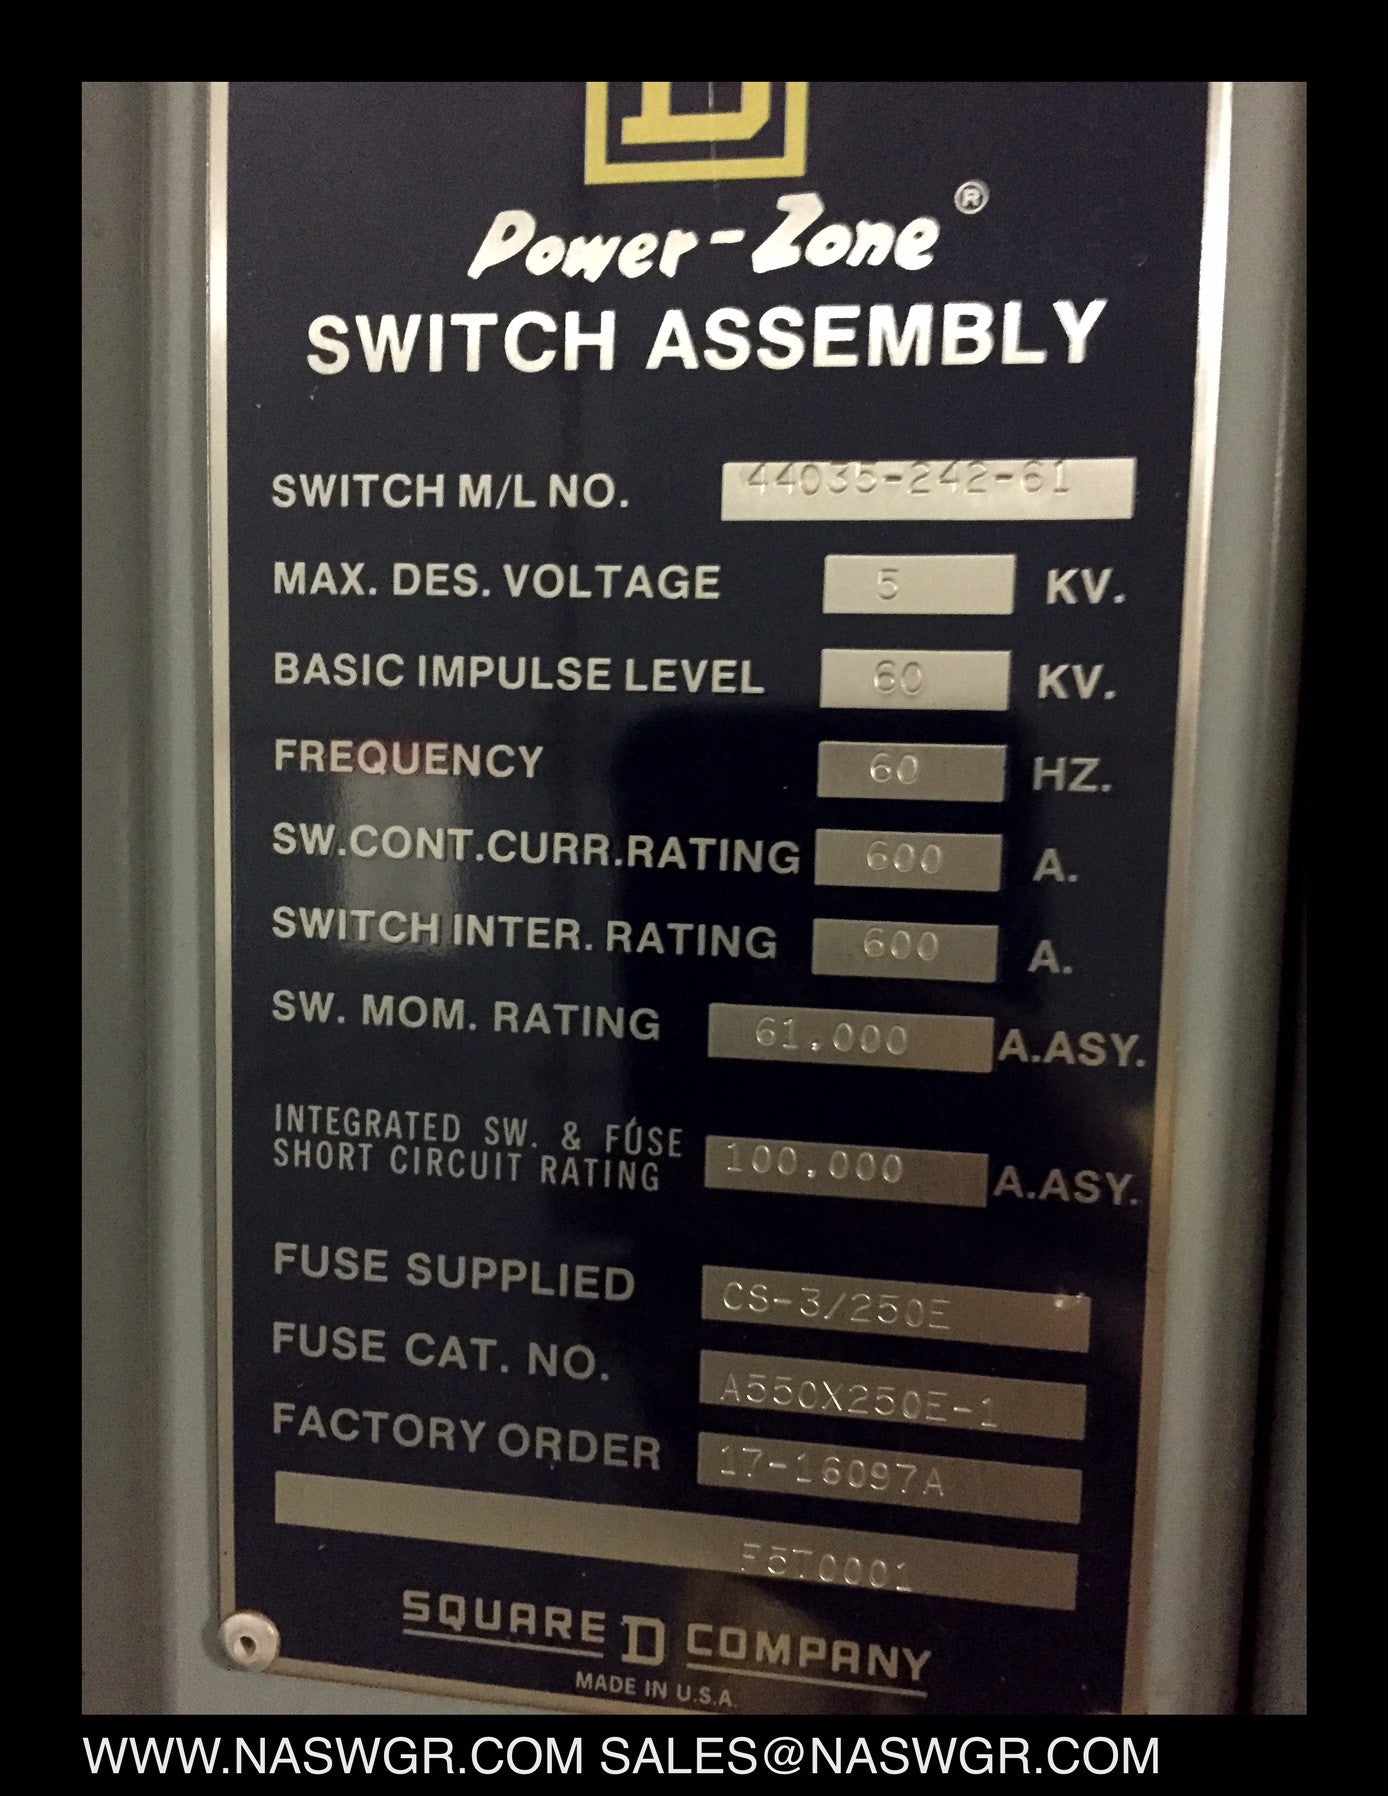 Power-Zone ®
SWITCH ASSEMBLY
SWITCH M/L NO. 44035-242-61
MAX. DES. VOLTAGE 5 KV.
BASIC IMPULSE LEVEL 60 KV.
FREQUENCY 60 HZ.
SW.CONT.CURR.RATING 600 A.
SWITCH INTER. RATING 600 A.
SW. MOM. RATING 61.000 A.ASY.
INTEGRATED SW. & FUSE
SHORT CIRCUIT RATING 100.000 A.ASY.
FUSE SUPPLIED CS-3/250E
FUSE CAT. NO. A550X250E-1
FACTORY ORDER 17-16097A
F5T0001
SQUARE D COMPANY
MADE IN U.S.A.
WWW.NASWGR.COM SALES@NASWGR.COM